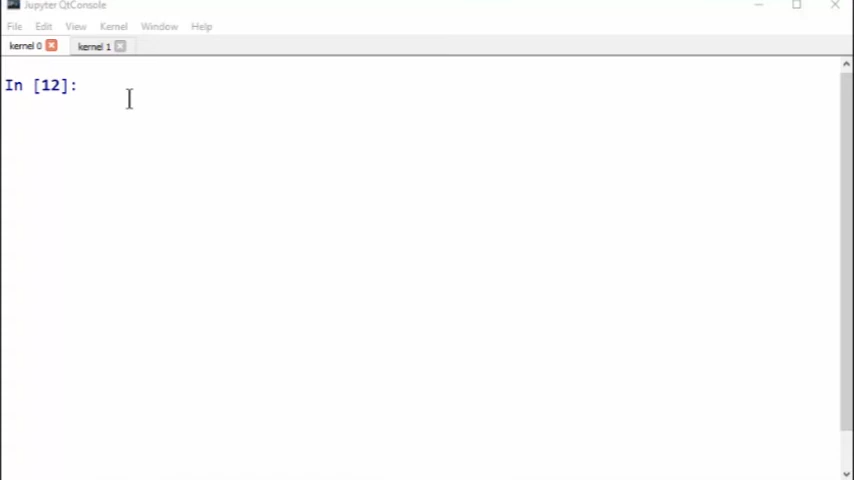 Jupyter QtConsole
File Edit View Kernel Window Help
kernel 0 kernel 1
In [12]: